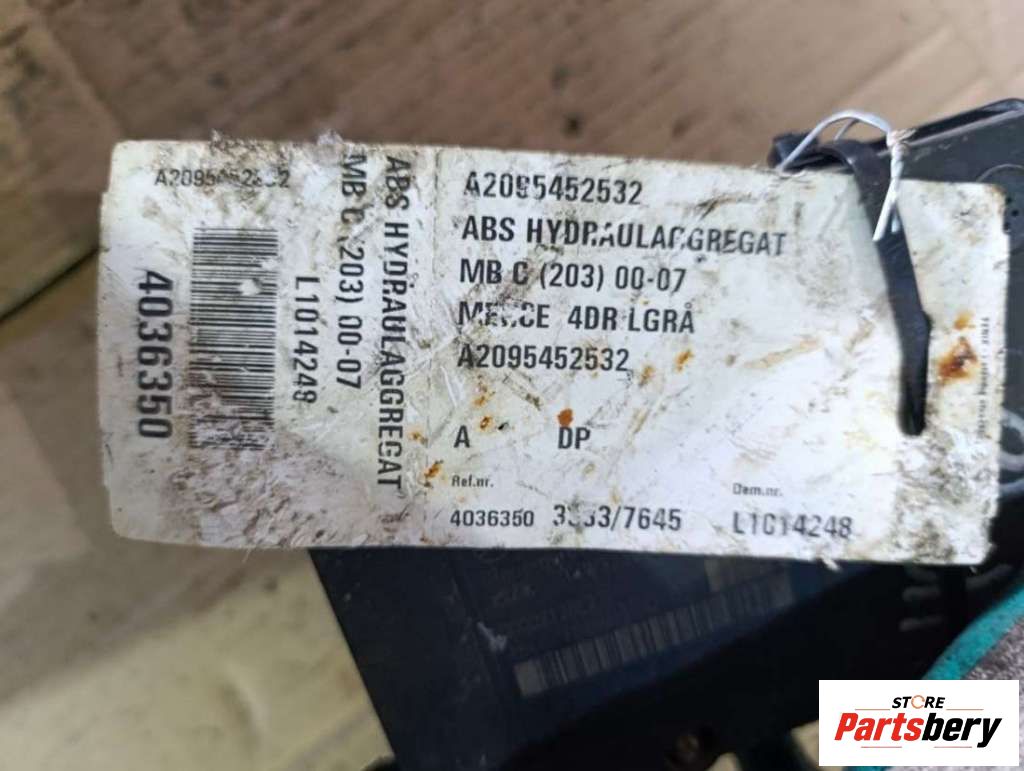 A2095452532
ABS HYDRAULAGGREGAT
MB C (203) 00-07
MERCE 4DR LGRÅ
A2095452532
A DP
Ref.nr. Dem.nr.
4036350 L1014248
ABS HYDRAULAGGREGAT
MB C (203) 00-07
L1014248
4036350
STORE
Partsbery